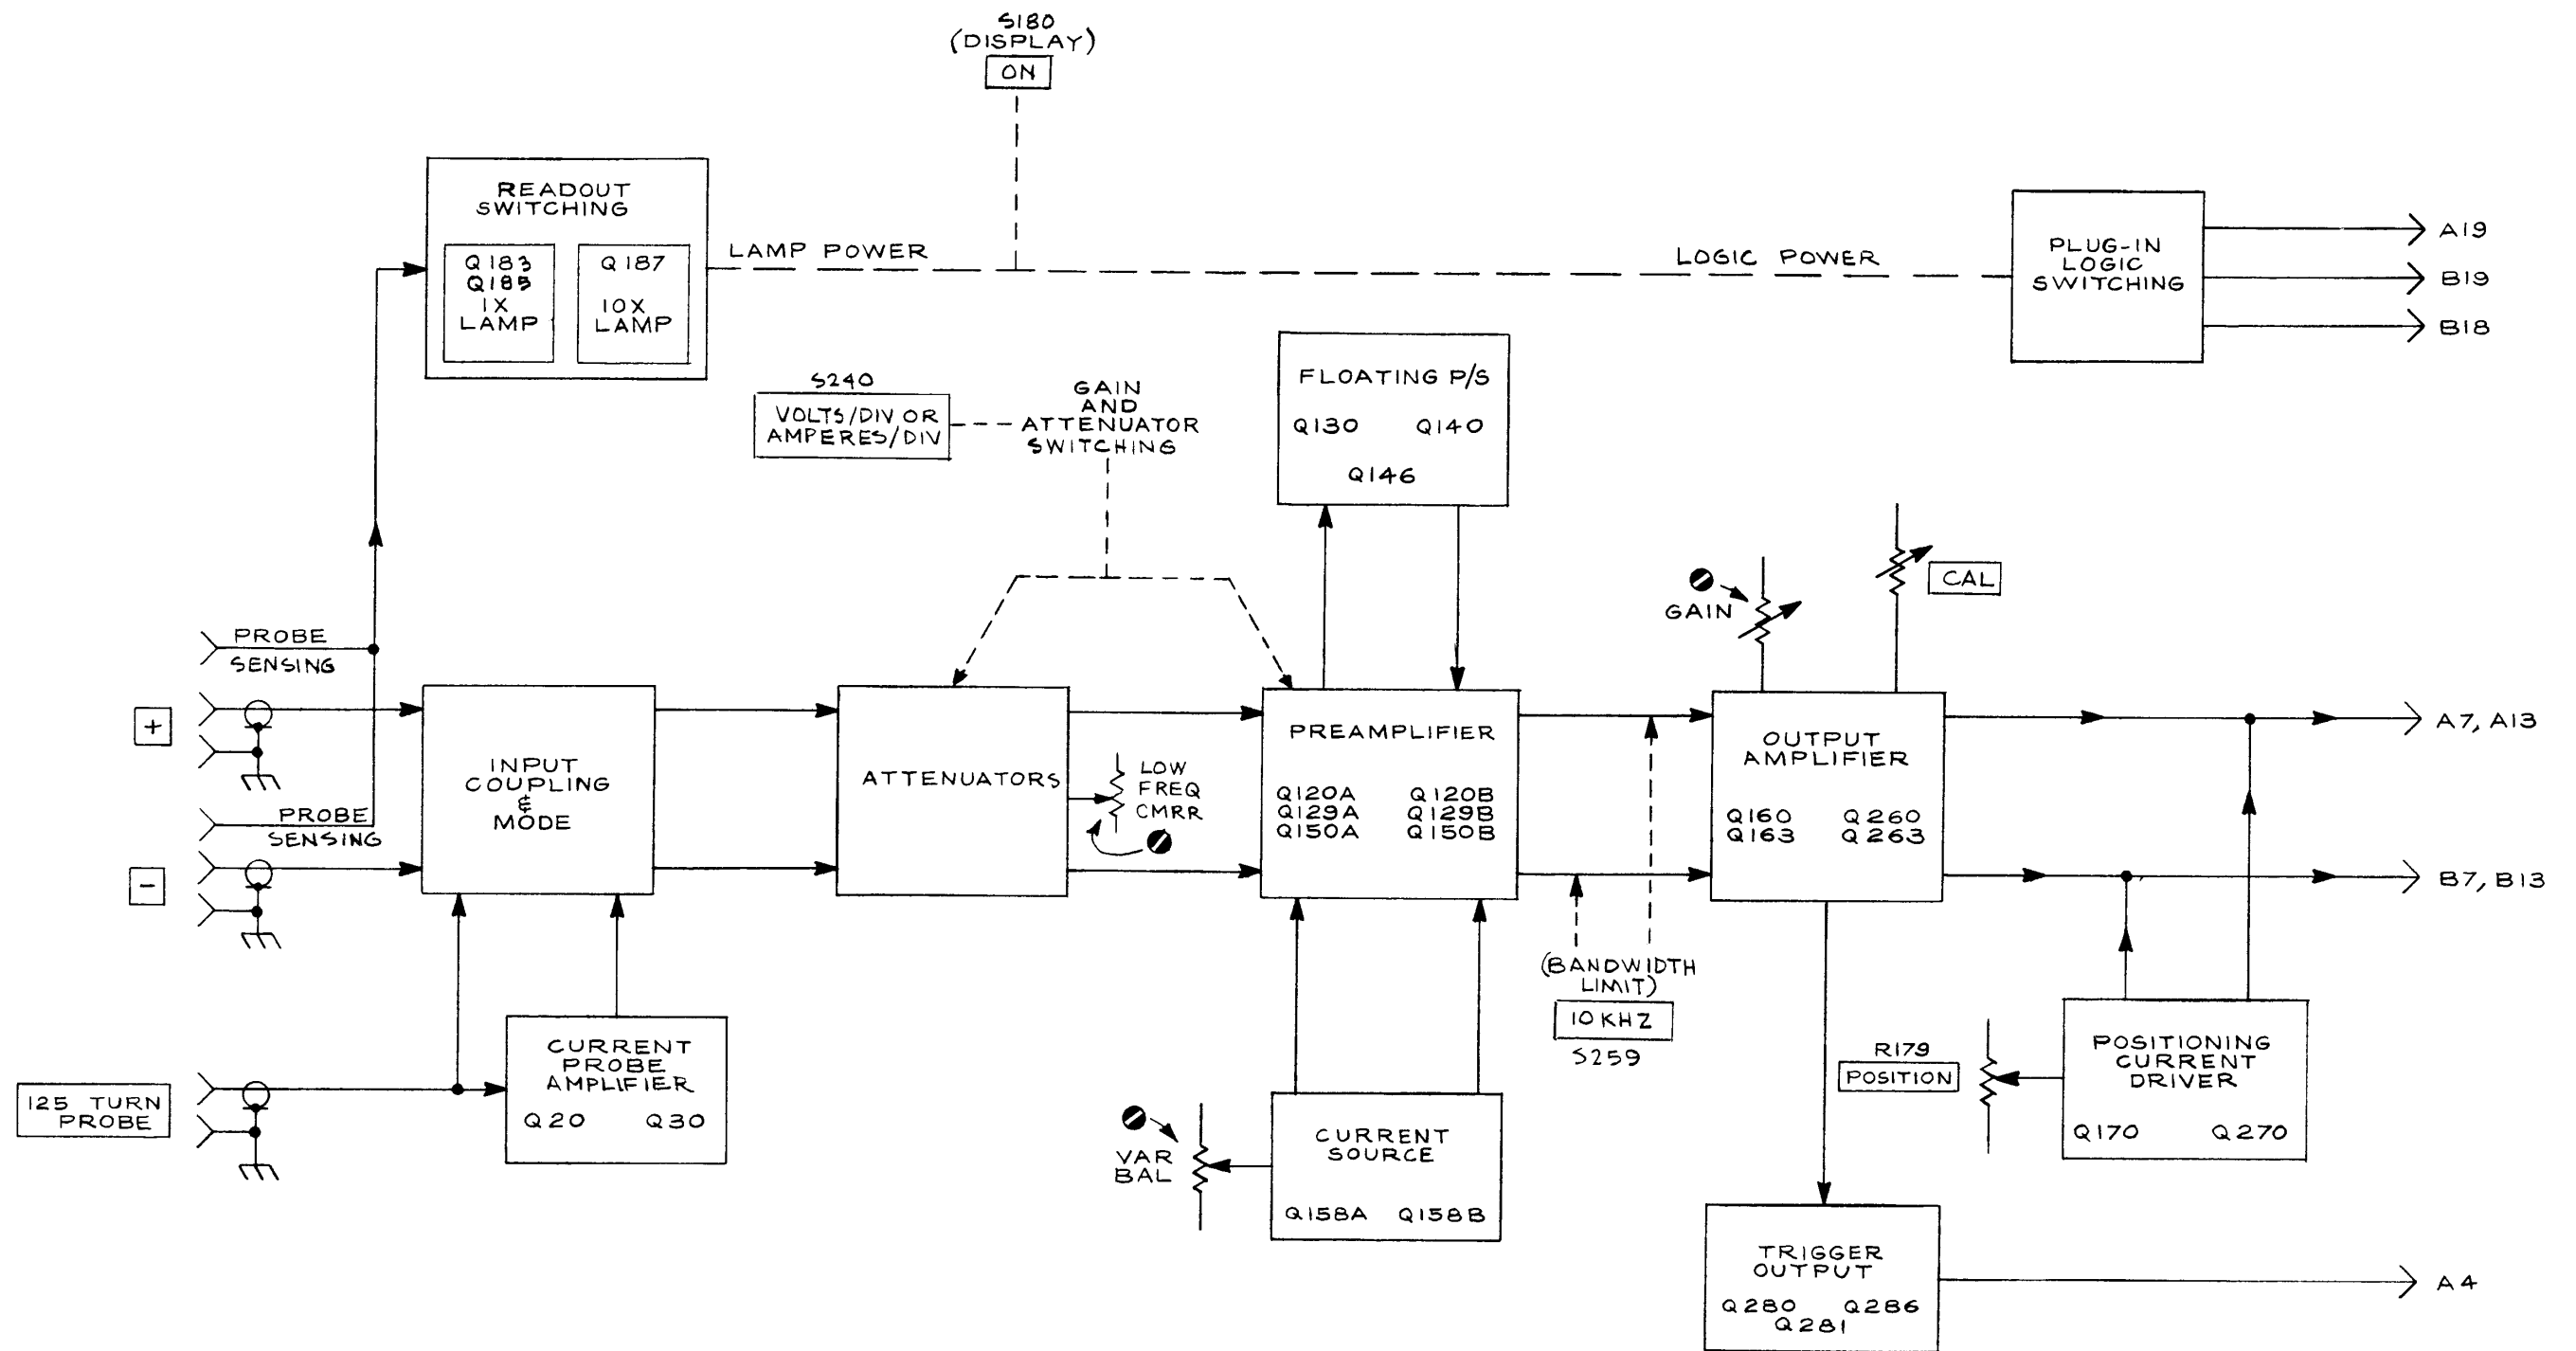 S180
(DISPLAY)
ON
READOUT
SWITCHING
Q183
Q185
1X
LAMP
Q187
10X
LAMP
LAMP POWER
LOGIC POWER
PLUG-IN
LOGIC
SWITCHING
A19
B19
B18
S240
VOLTS/DIV OR
AMPERES/DIV
GAIN
AND
ATTENUATOR
SWITCHING
FLOATING P/S
Q130 Q140
Q146
GAIN
CAL
PROBE
SENSING
+
PROBE
SENSING
-
INPUT
COUPLING
&
MODE
ATTENUATORS
LOW
FREQ
CMRR
PREAMPLIFIER
Q120A Q120B
Q129A Q129B
Q150A Q150B
OUTPUT
AMPLIFIER
Q160 Q260
Q163 Q263
A7, A13
B7, B13
(BANDWIDTH
LIMIT)
10 KHZ
S259
125 TURN
PROBE
CURRENT
PROBE
AMPLIFIER
Q20 Q30
VAR
BAL
CURRENT
SOURCE
Q158A Q158B
R179
POSITION
POSITIONING
CURRENT
DRIVER
Q170 Q270
TRIGGER
OUTPUT
Q280 Q286
Q281
A4